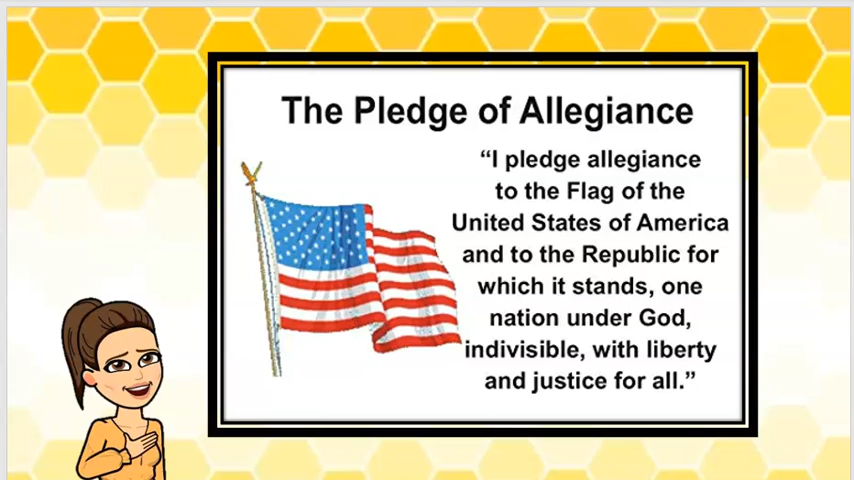 The Pledge of Allegiance
“I pledge allegiance
to the Flag of the
United States of America
and to the Republic for
which it stands, one
nation under God,
indivisible, with liberty
and justice for all.”